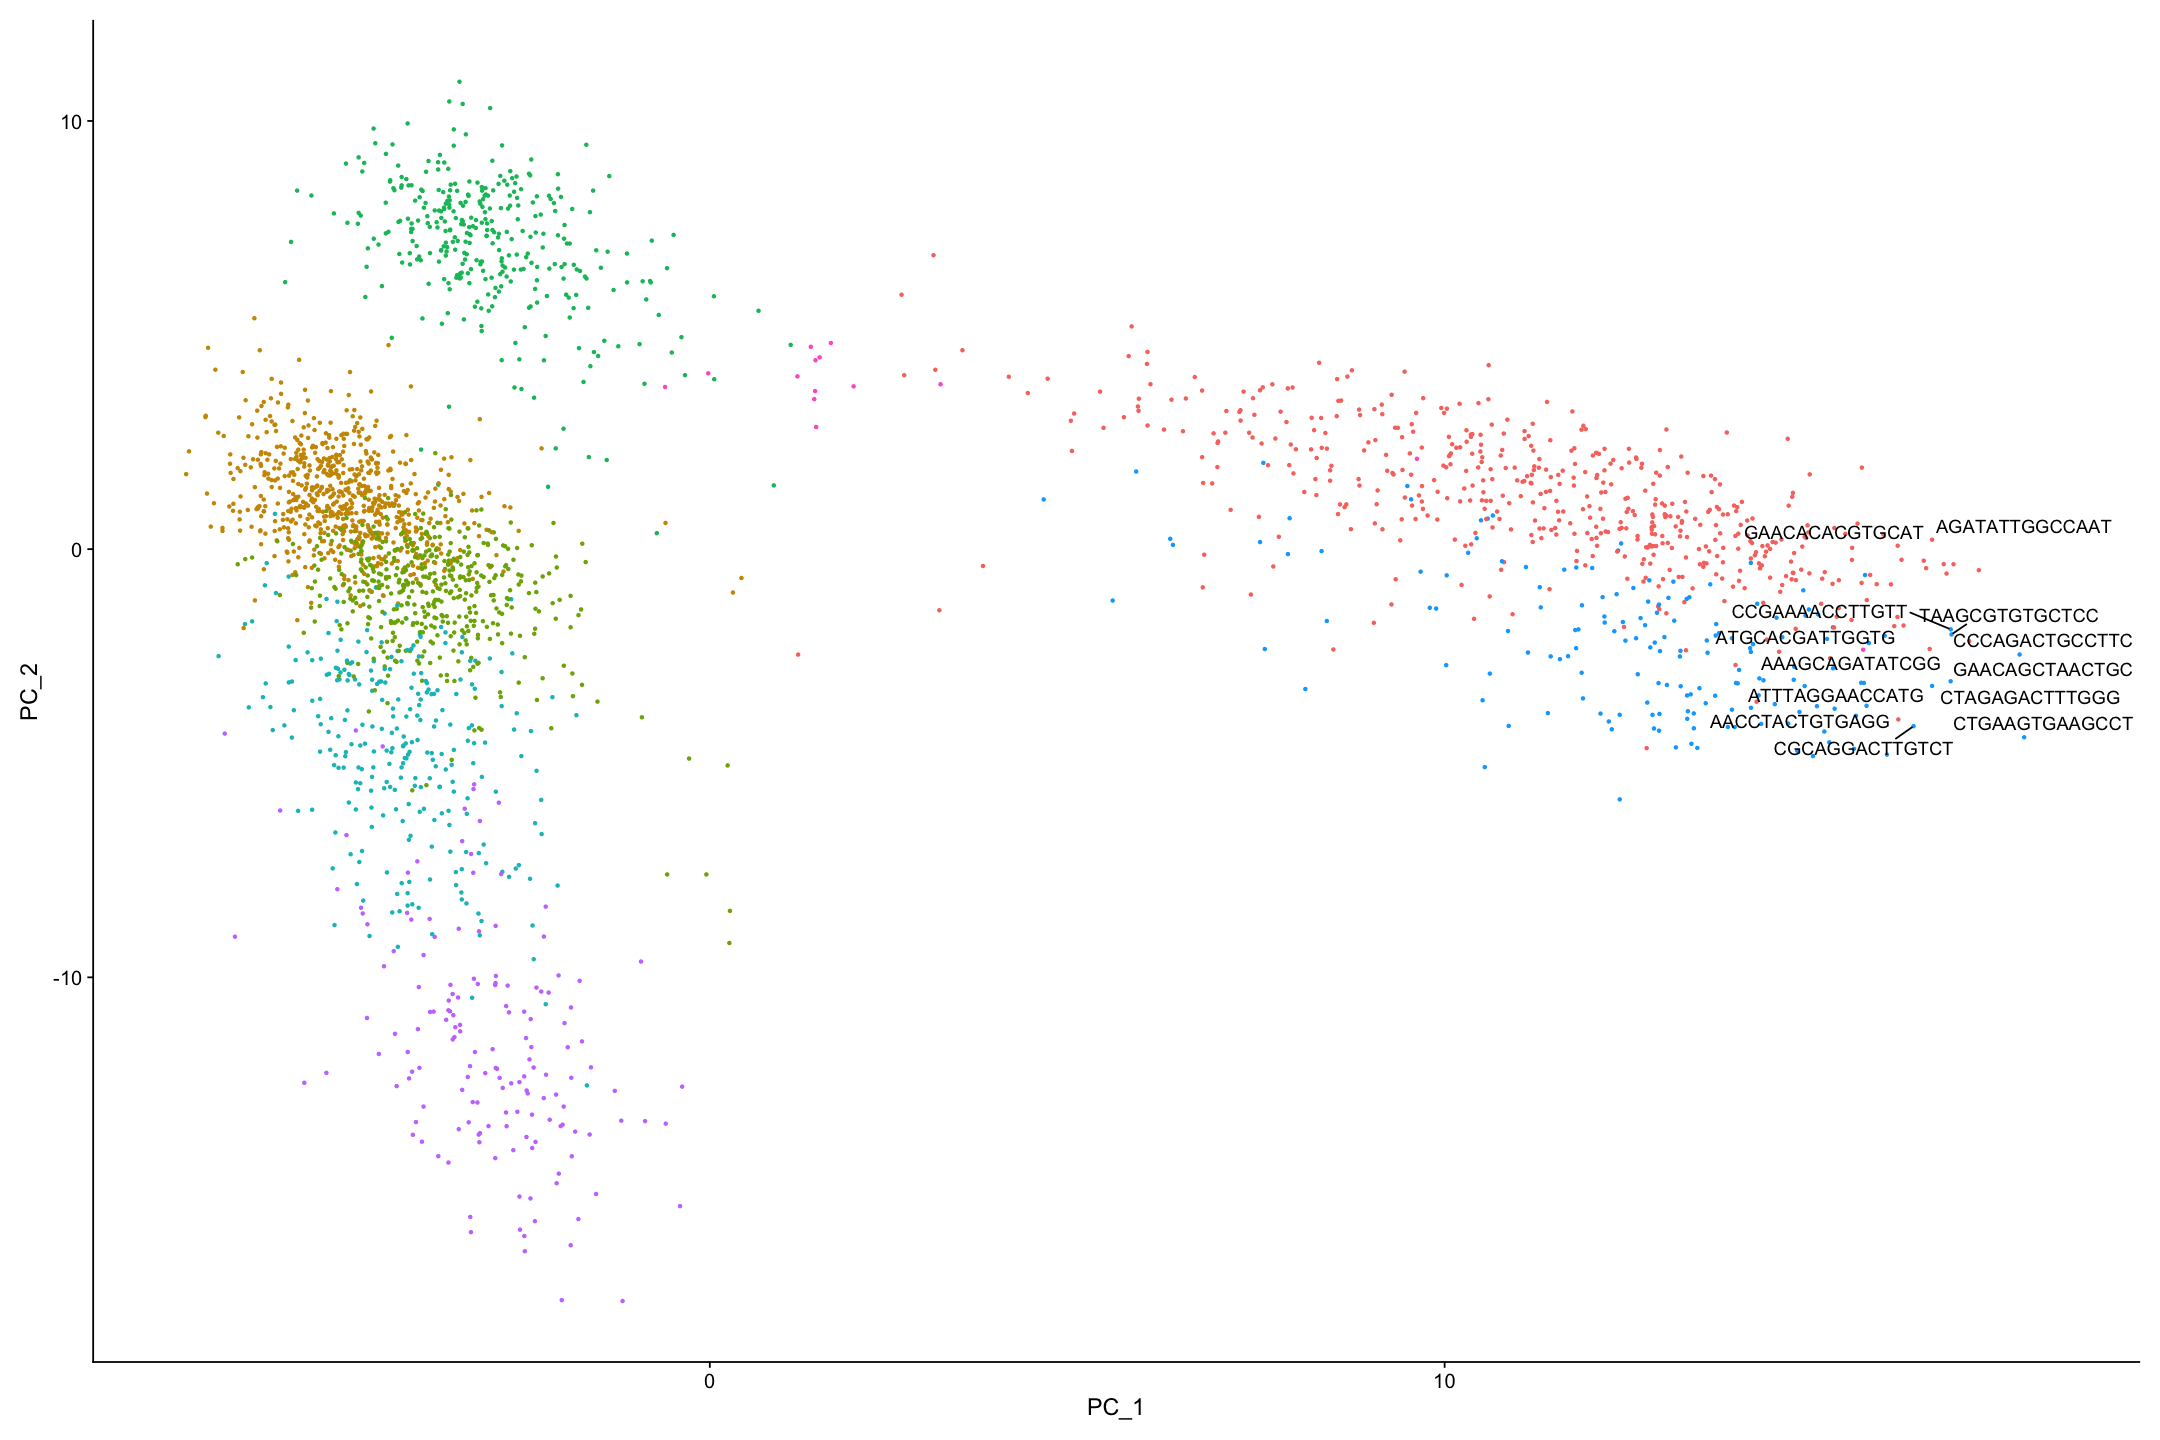 10
0
-10
PC_2
GAACACACGTGCAT
AGATATTGGCCAAT
CCGAAAACCTTGTT
TAAGCGTGTGCTCC
ATGCACGATTGGTG
CCCAGACTGCCTTC
AAAGCAGATATCGG
GAACAGCTAACTGC
ATTTAGGAACCATG
CTAGAGACTTTGGG
AACCTACTGTGAGG
CTGAAGTGAAGCCT
CGCAGGACTTGTCT
0
10
PC_1